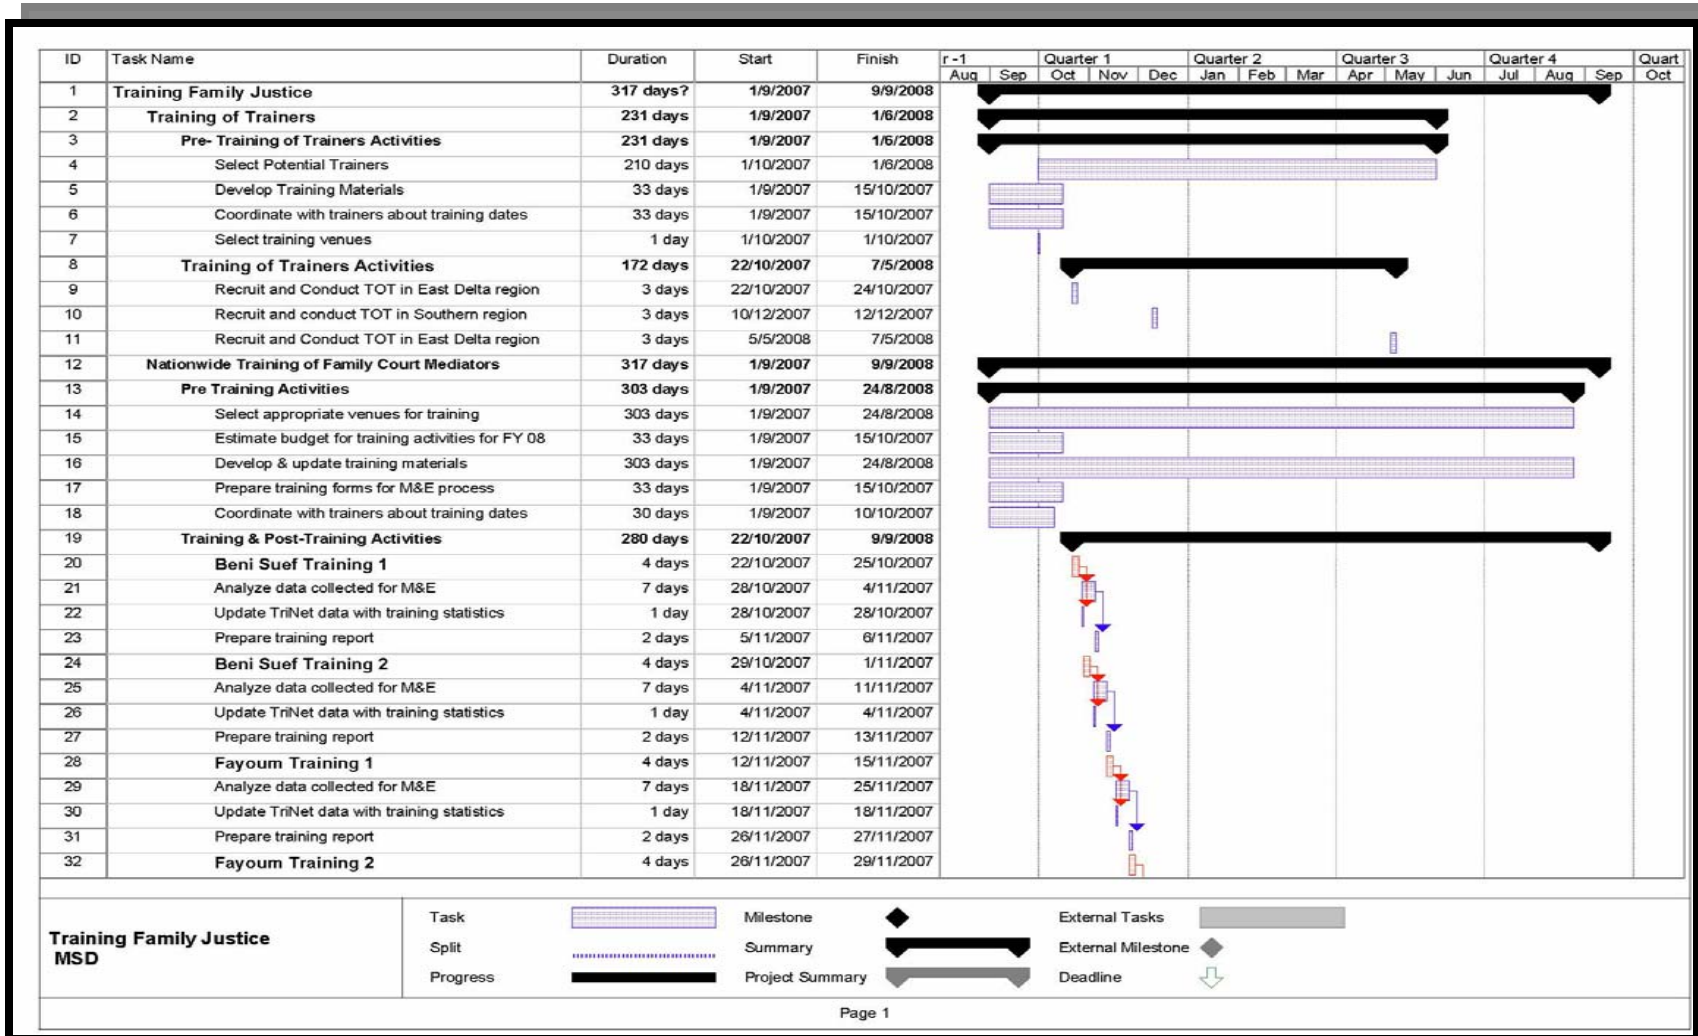 ID Task Name Duration Start Finish r -1 Quarter 1 Quarter 2 Quarter 3 Quarter 4 Quart
Aug Sep Oct Nov Dec Jan Feb Mar Apr May Jun Jul Aug Sep Oct
1 Training Family Justice 317 days? 1/9/2007 9/9/2008
2 Training of Trainers 231 days 1/9/2007 1/6/2008
3 Pre- Training of Trainers Activities 231 days 1/9/2007 1/6/2008
4 Select Potential Trainers 210 days 1/10/2007 1/6/2008
5 Develop Training Materials 33 days 1/9/2007 15/10/2007
6 Coordinate with trainers about training dates 33 days 1/9/2007 15/10/2007
7 Select training venues 1 day 1/10/2007 1/10/2007
8 Training of Trainers Activities 172 days 22/10/2007 7/5/2008
9 Recruit and Conduct TOT in East Delta region 3 days 22/10/2007 24/10/2007
10 Recruit and conduct TOT in Southern region 3 days 10/12/2007 12/12/2007
11 Recruit and Conduct TOT in East Delta region 3 days 5/5/2008 7/5/2008
12 Nationwide Training of Family Court Mediators 317 days 1/9/2007 9/9/2008
13 Pre Training Activities 303 days 1/9/2007 24/8/2008
14 Select appropriate venues for training 303 days 1/9/2007 24/8/2008
15 Estimate budget for training activities for FY 08 33 days 1/9/2007 15/10/2007
16 Develop & update training materials 303 days 1/9/2007 24/8/2008
17 Prepare training forms for M&E process 33 days 1/9/2007 15/10/2007
18 Coordinate with trainers about training dates 30 days 1/9/2007 10/10/2007
19 Training & Post-Training Activities 280 days 22/10/2007 9/9/2008
20 Beni Suef Training 1 4 days 22/10/2007 25/10/2007
21 Analyze data collected for M&E 7 days 28/10/2007 4/11/2007
22 Update TriNet data with training statistics 1 day 28/10/2007 28/10/2007
23 Prepare training report 2 days 5/11/2007 6/11/2007
24 Beni Suef Training 2 4 days 29/10/2007 1/11/2007
25 Analyze data collected for M&E 7 days 4/11/2007 11/11/2007
26 Update TriNet data with training statistics 1 day 4/11/2007 4/11/2007
27 Prepare training report 2 days 12/11/2007 13/11/2007
28 Fayoum Training 1 4 days 12/11/2007 15/11/2007
29 Analyze data collected for M&E 7 days 18/11/2007 25/11/2007
30 Update TriNet data with training statistics 1 day 18/11/2007 18/11/2007
31 Prepare training report 2 days 26/11/2007 27/11/2007
32 Fayoum Training 2 4 days 26/11/2007 29/11/2007
Training Family Justice
MSD
Task Milestone External Tasks
Split Summary External Milestone
Progress Project Summary Deadline
Page 1